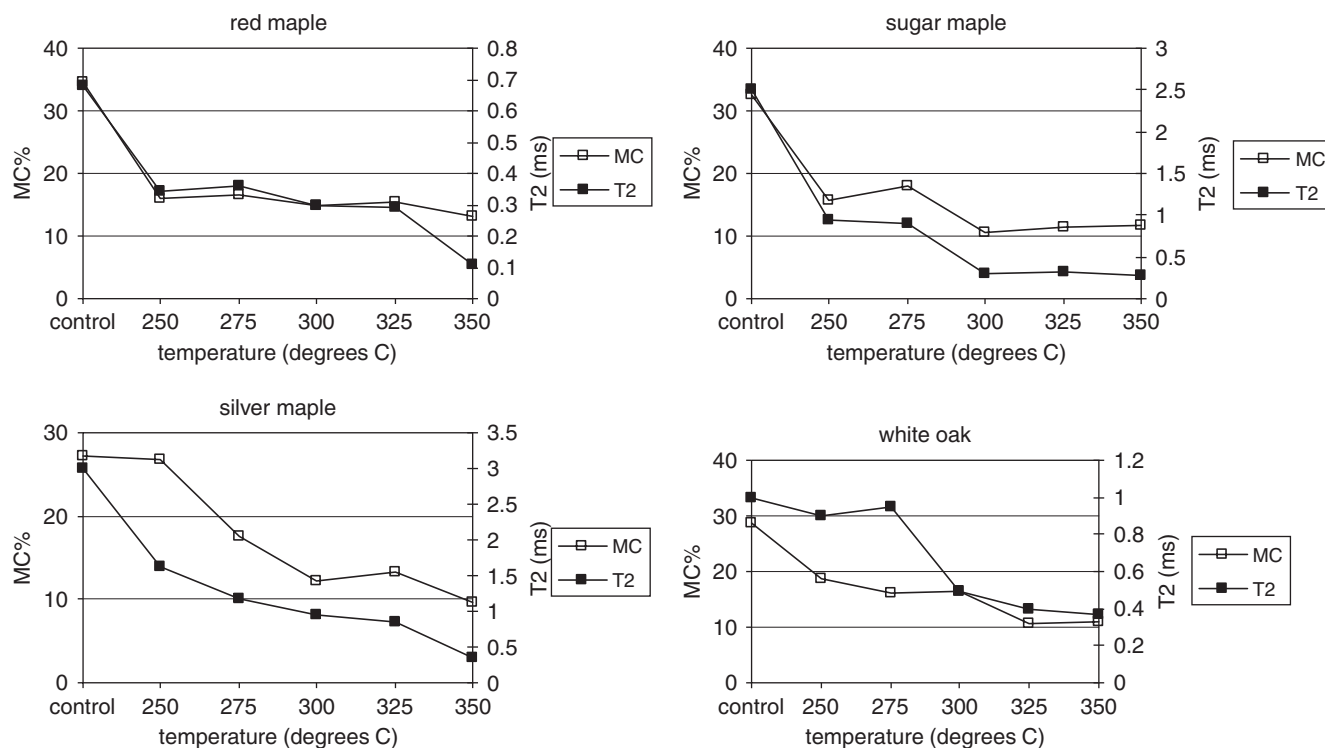 red maple
40
30
20
10
0
MC%
0.8
0.7
0.6
0.5
0.4
0.3
0.2
0.1
0
T2 (ms)
MC
T2
control 250 275 300 325 350
temperature (degrees C)
sugar maple
40
30
20
10
0
MC%
3
2.5
2
1.5
1
0.5
0
T2 (ms)
MC
T2
control 250 275 300 325 350
temperature (degrees C)
silver maple
30
20
10
0
MC%
3.5
3
2.5
2
1.5
1
0.5
0
T2 (ms)
MC
T2
control 250 275 300 325 350
temperature (degrees C)
white oak
40
30
20
10
0
MC%
1.2
1
0.8
0.6
0.4
0.2
0
T2 (ms)
MC
T2
control 250 275 300 325 350
temperature (degrees C)